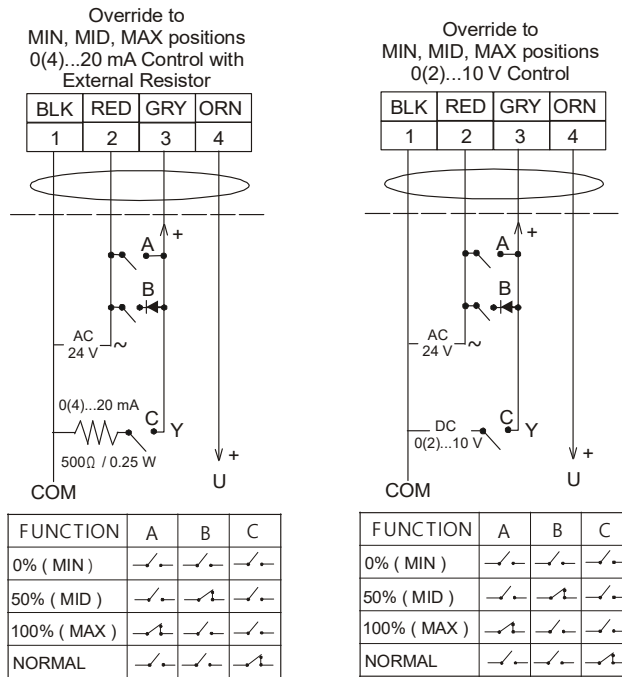 Override to
MIN, MID, MAX positions
0(4)...20 mA Control with
External Resistor
BLK RED GRY ORN
1 2 3 4
A +
B
AC
24 V ~
0(4)...20 mA
C Y
500Ω / 0.25 W
+
U
COM
FUNCTION A B C
0% ( MIN )
50% ( MID )
100% ( MAX )
NORMAL
Override to
MIN, MID, MAX positions
0(2)...10 V Control
BLK RED GRY ORN
1 2 3 4
A +
B
AC
24 V ~
C Y
DC
0(2)...10 V
+
U
COM
FUNCTION A B C
0% ( MIN )
50% ( MID )
100% ( MAX )
NORMAL